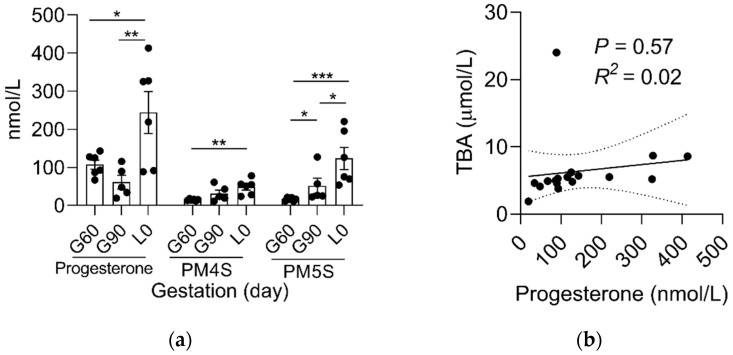 500
400
300
200
100
0
nmol/L
*
**
**
***
*
*
G60 G90 L0 G60 G90 L0 G60 G90 L0
Progesterone PM4S PM5S
Gestation (day)
(a)
30
20
10
0
TBA (μmol/L)
P = 0.57
R² = 0.02
0 100 200 300 400 500
Progesterone (nmol/L)
(b)